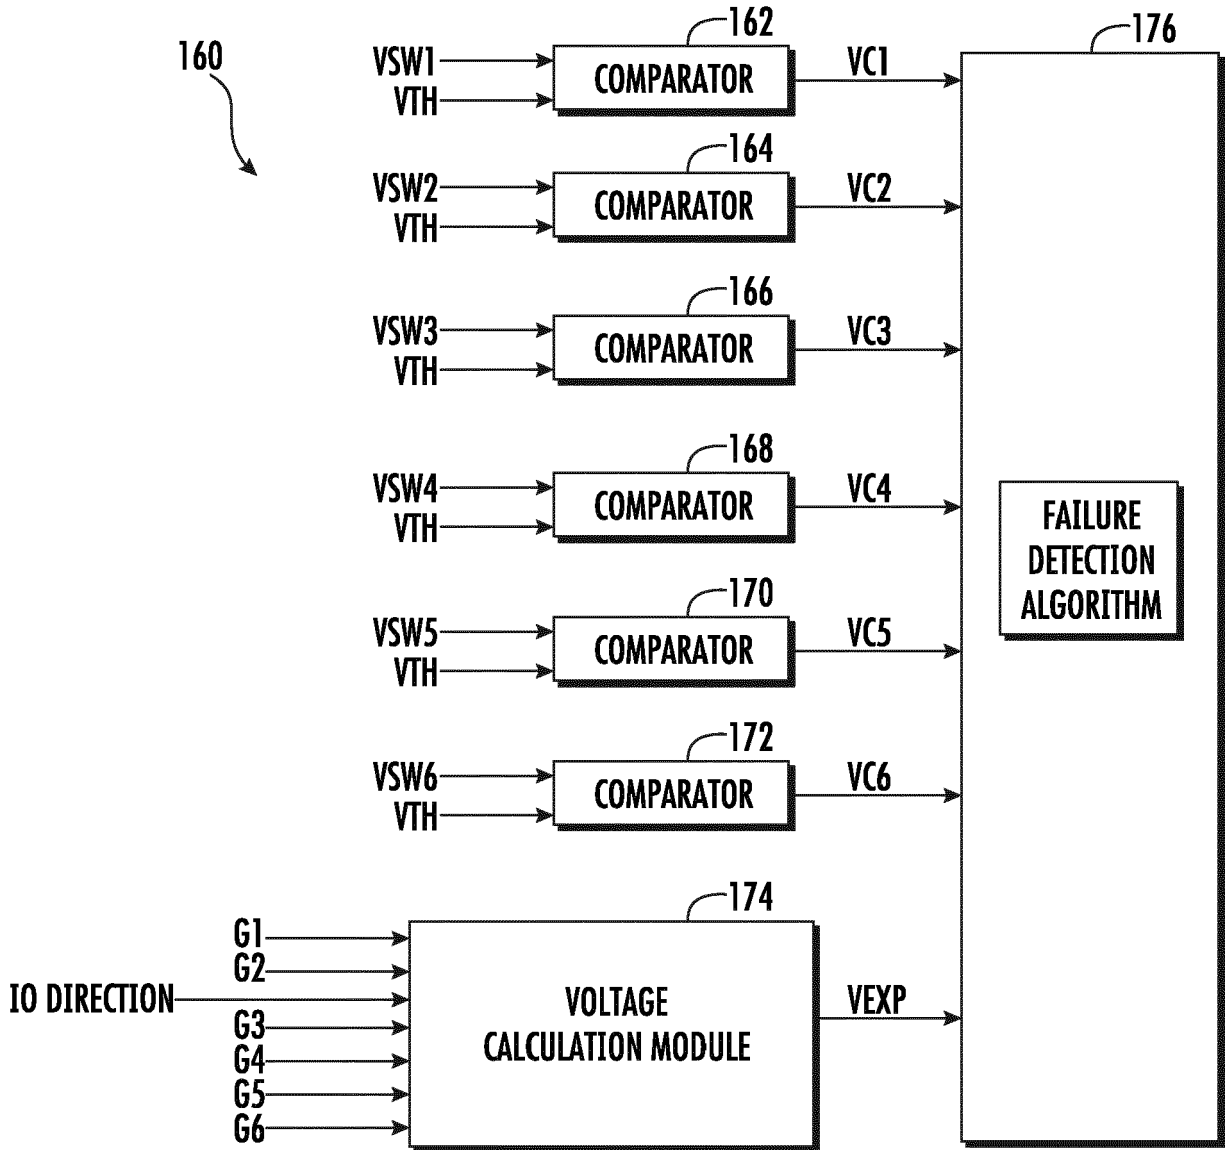 160
162
VSW1
VTH
COMPARATOR
VC1
164
VSW2
VTH
COMPARATOR
VC2
166
VSW3
VTH
COMPARATOR
VC3
168
VSW4
VTH
COMPARATOR
VC4
170
VSW5
VTH
COMPARATOR
VC5
172
VSW6
VTH
COMPARATOR
VC6
174
G1
G2
IO DIRECTION
G3
G4
G5
G6
VOLTAGE
CALCULATION MODULE
VEXP
176
FAILURE
DETECTION
ALGORITHM